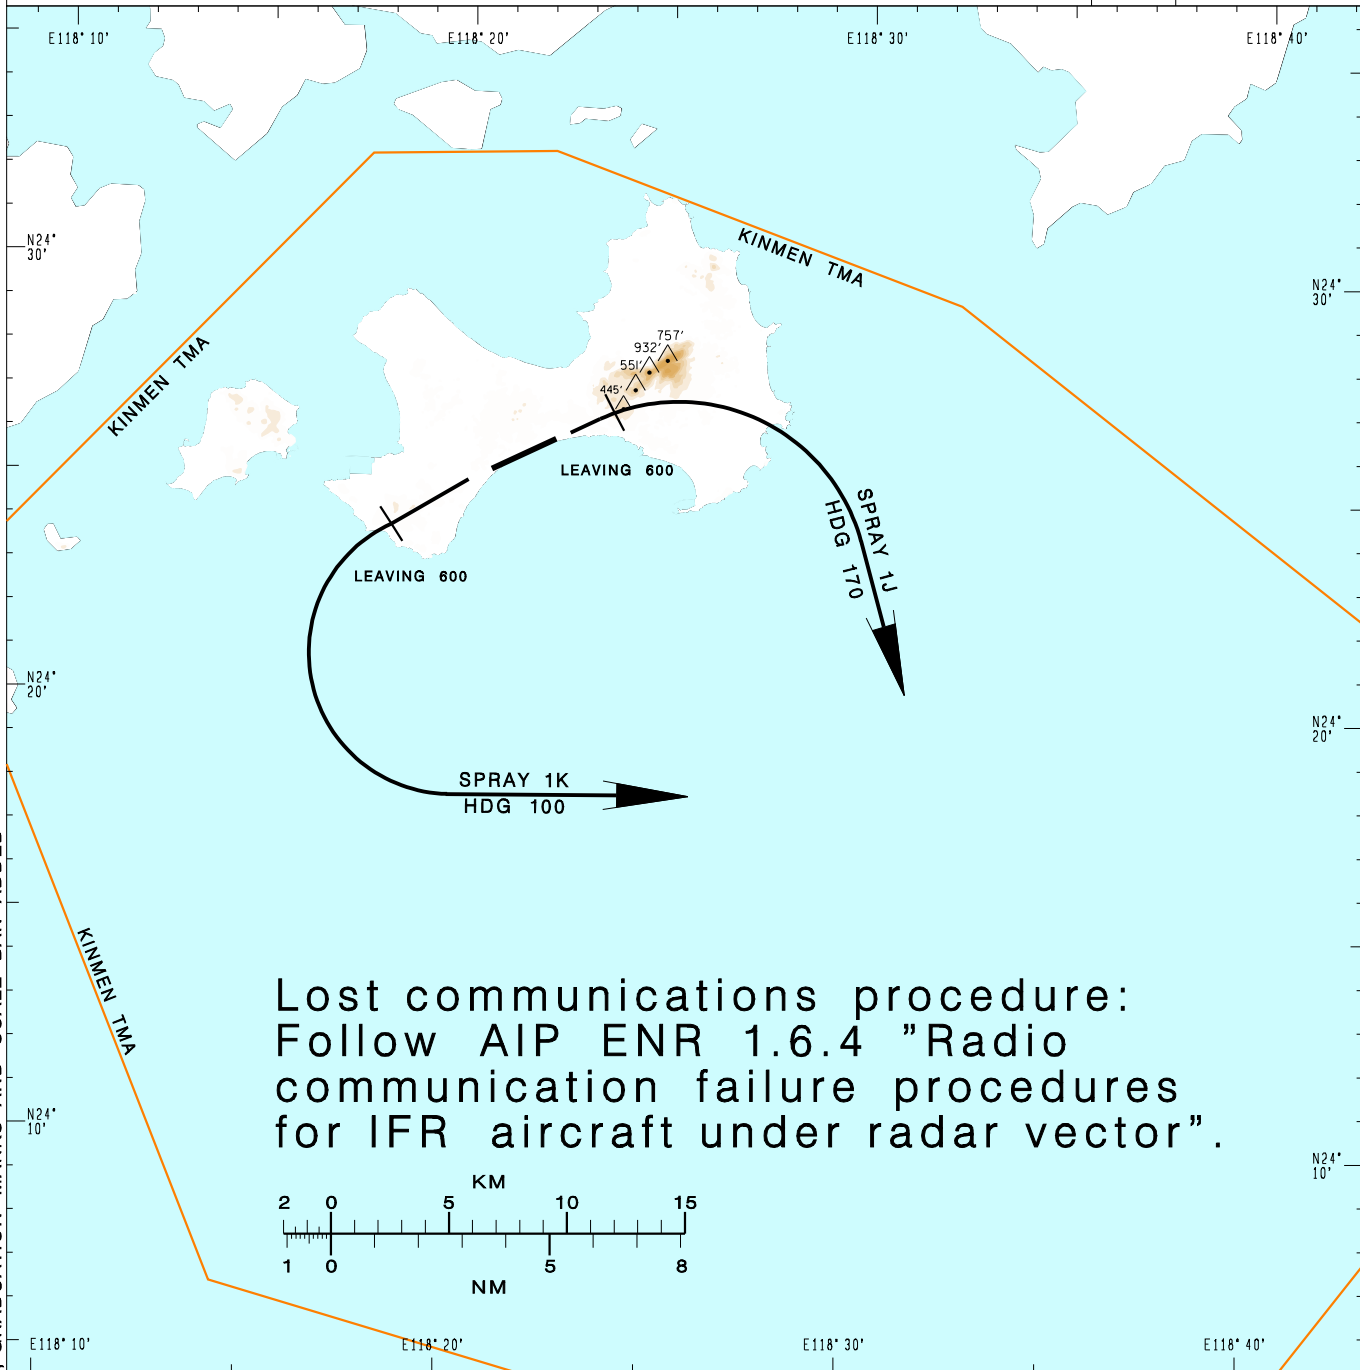 E118° 10'
E118° 20'
E118° 30'
E118° 40'
N24°
30'
KINMEN TMA
N24°
30'
KINMEN TMA
757'
932'
551'
445'
LEAVING 600
SPRAY 1J
HDG 170
LEAVING 600
N24°
20'
N24°
20'
SPRAY 1K
HDG 100
KINMEN TMA
Lost communications procedure:
Follow AIP ENR 1.6.4 "Radio
communication failure procedures
for IFR aircraft under radar vector".
N24°
10'
N24°
10'
KM
2 0 5 10 15
1 0 5 8
NM
E118° 10'
E118° 20'
E118° 30'
E118° 40'